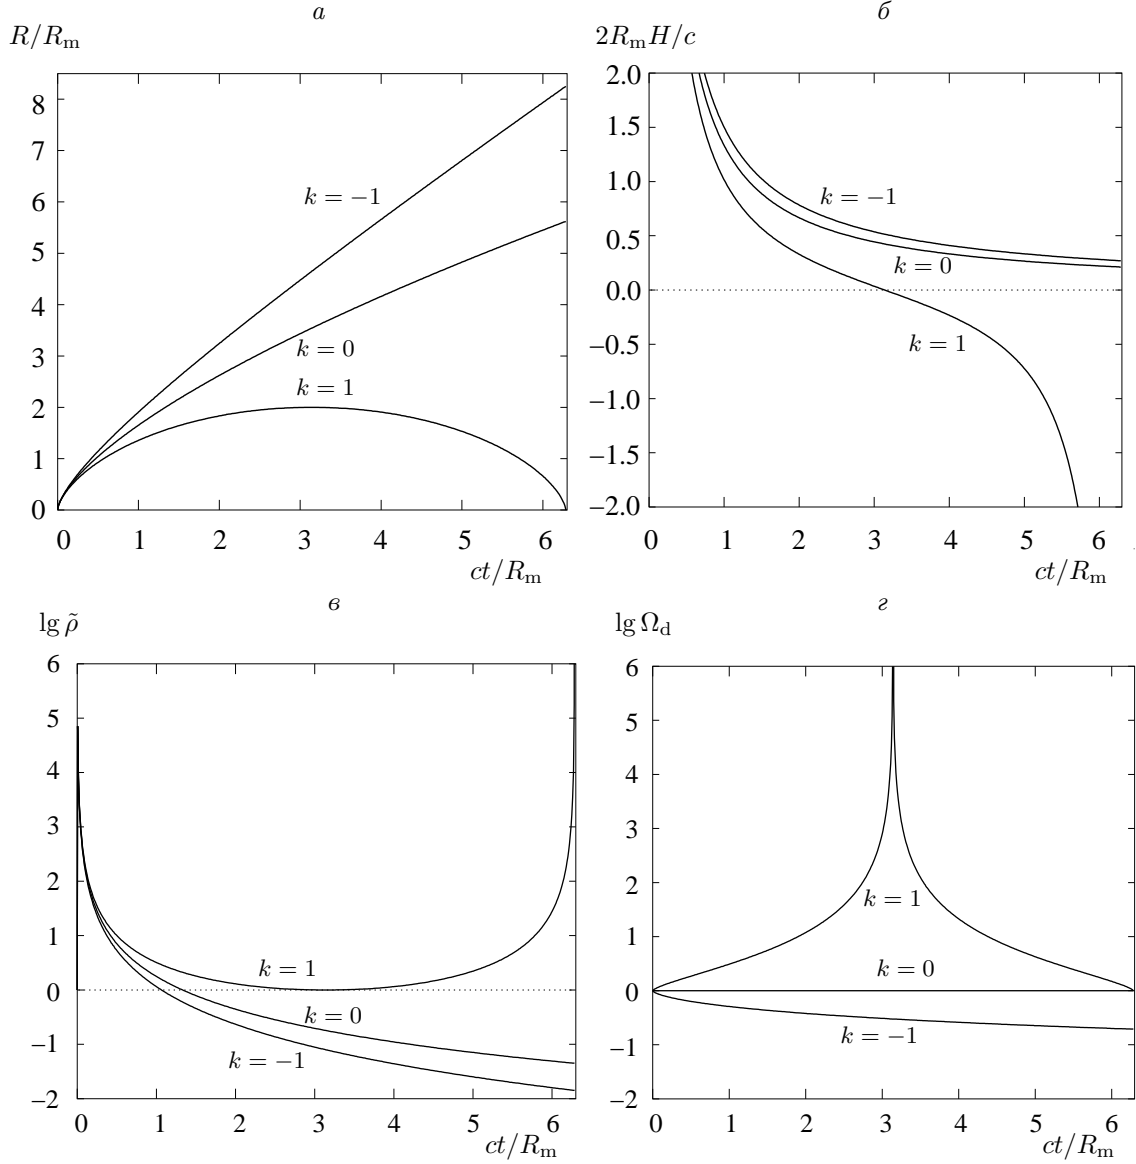 а
R/Rm
8
7
6
5
4
3
2
1
0
k = −1
k = 0
k = 1
0 1 2 3 4 5 6
ct/Rm
б
2RmH/c
2.0
1.5
1.0
0.5
0.0
−0.5
−1.0
−1.5
−2.0
k = −1
k = 0
k = 1
0 1 2 3 4 5 6
ct/Rm
в
lg ρ̃
6
5
4
3
2
1
0
−1
−2
k = 1
k = 0
k = −1
0 1 2 3 4 5 6
ct/Rm
г
lg Ωd
6
5
4
3
2
1
0
−1
−2
k = 1
k = 0
k = −1
0 1 2 3 4 5 6
ct/Rm